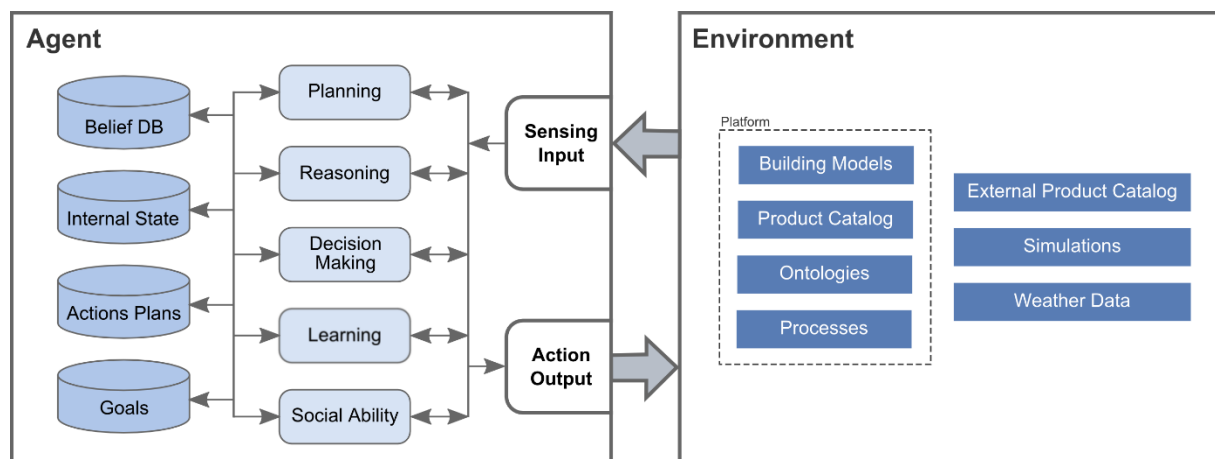 Agent
Belief DB
Internal State
Actions Plans
Goals
Planning
Reasoning
Decision
Making
Learning
Social Ability
Sensing
Input
Action
Output
Environment
Platform
Building Models
Product Catalog
Ontologies
Processes
External Product Catalog
Simulations
Weather Data